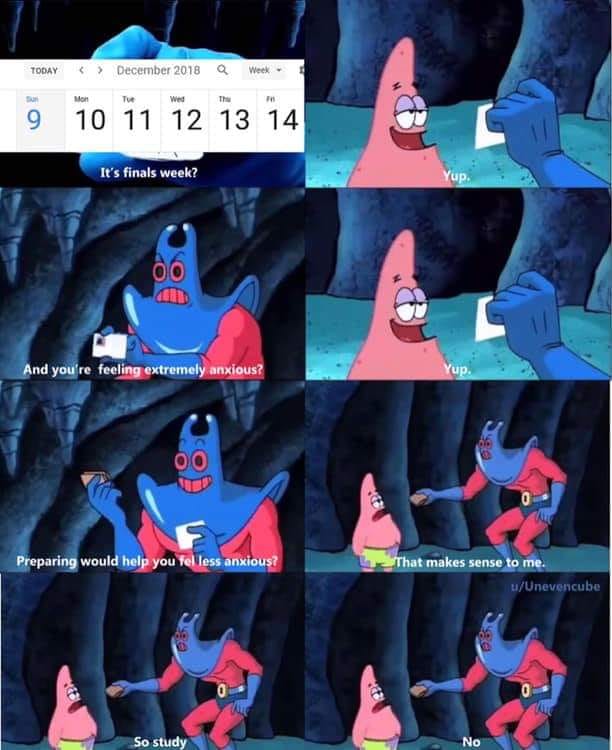 TODAY < > December 2018 Week
Sun Mon Tue Wed Thu Fri
9 10 11 12 13 14
It's finals week?
Yup.
And you're feeling extremely anxious?
Yup.
Preparing would help you fel less anxious?
That makes sense to me.
So study
u/Unevencube
No